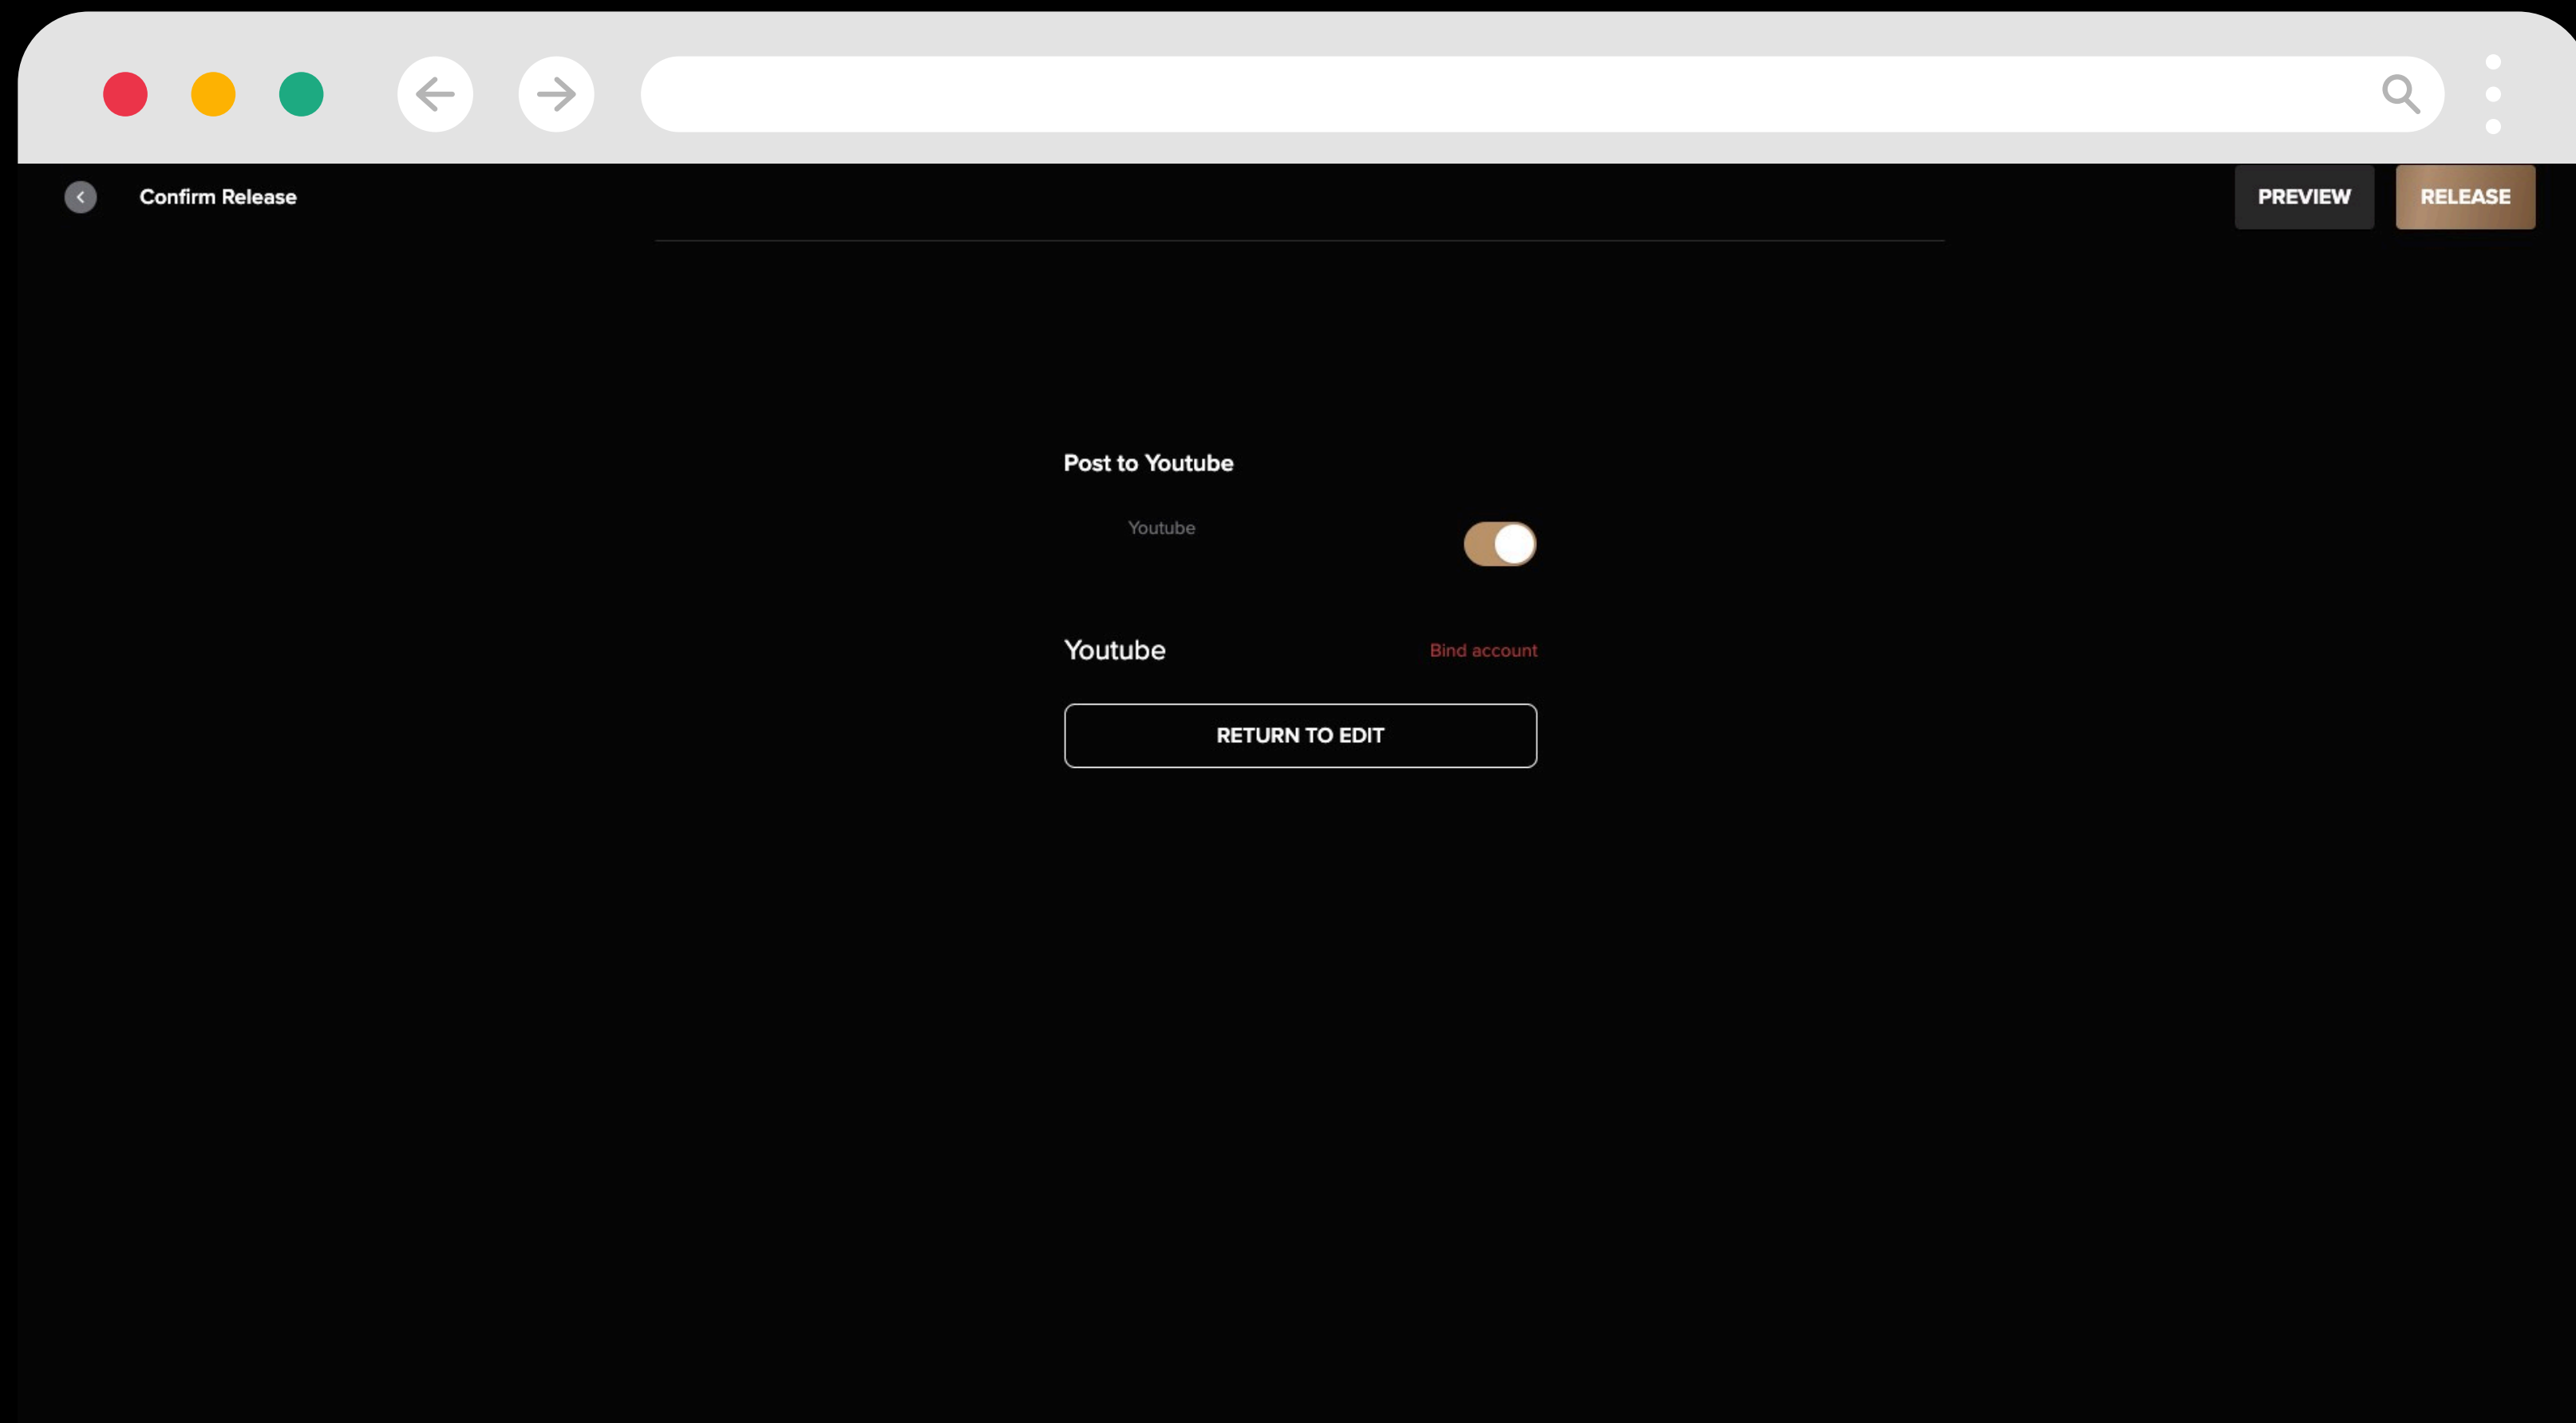 Confirm Release
PREVIEW
RELEASE
Post to Youtube
Youtube
Youtube
Bind account
RETURN TO EDIT